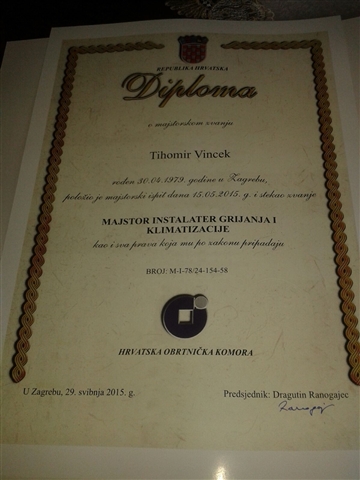 REPUBLIKA HRVATSKA
Diploma
o majstorskom zvanju
Tihomir Vincek
rođen 30.04.1979. godine u Zagrebu,
položio je majstorski ispit dana 15.05.2015. g. i stekao zvanje
MAJSTOR INSTALATER GRIJANJA I
KLIMATIZACIJE
kao i sva prava koja mu po zakonu pripadaju
BROJ: M-I-78/24-154-58
HRVATSKA OBRTNIČKA KOMORA
U Zagrebu, 29. svibnja 2015. g.
Predsjednik: Dragutin Ranogajec